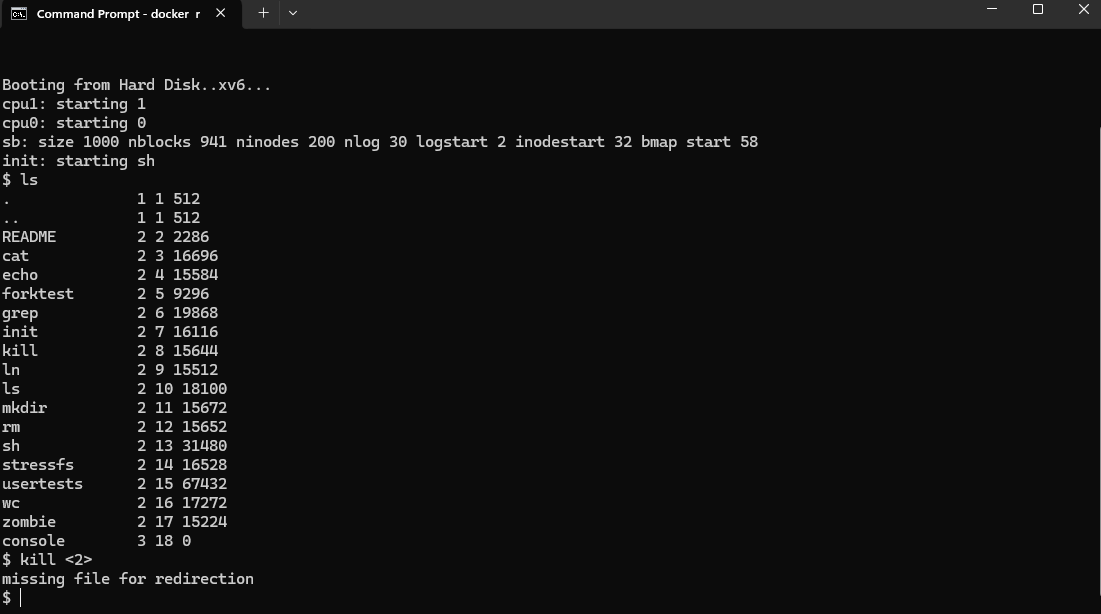 Command Prompt - docker r
Booting from Hard Disk..xv6...
cpu1: starting 1
cpu0: starting 0
sb: size 1000 nblocks 941 ninodes 200 nlog 30 logstart 2 inodestart 32 bmap start 58
init: starting sh
$ ls
.              1 1 512
..             1 1 512
README         2 2 2286
cat            2 3 16696
echo           2 4 15584
forktest       2 5 9296
grep           2 6 19868
init           2 7 16116
kill           2 8 15644
ln             2 9 15512
ls             2 10 18100
mkdir          2 11 15672
rm             2 12 15652
sh             2 13 31480
stressfs       2 14 16528
usertests      2 15 67432
wc             2 16 17272
zombie         2 17 15224
console        3 18 0
$ kill <2>
missing file for redirection
$